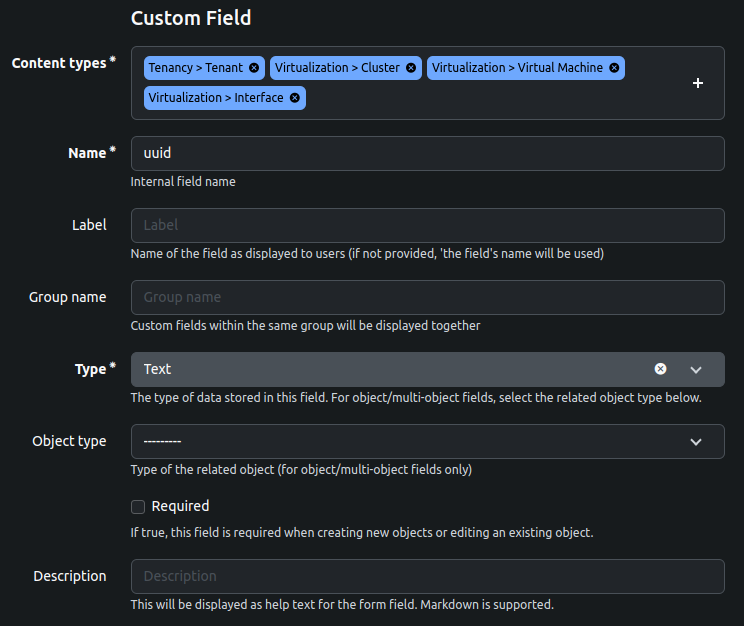 Custom Field
Content types *
Tenancy > Tenant
Virtualization > Cluster
Virtualization > Virtual Machine
Virtualization > Interface
Name *
uuid
Internal field name
Label
Label
Name of the field as displayed to users (if not provided, 'the field's name will be used)
Group name
Group name
Custom fields within the same group will be displayed together
Type *
Text
The type of data stored in this field. For object/multi-object fields, select the related object type below.
Object type
---------
Type of the related object (for object/multi-object fields only)
Required
If true, this field is required when creating new objects or editing an existing object.
Description
Description
This will be displayed as help text for the form field. Markdown is supported.